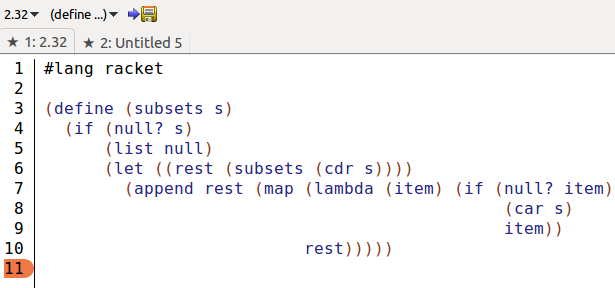 2.32▾ (define ...)▾
★ 1: 2.32 ★ 2: Untitled 5
1 #lang racket
2
3 (define (subsets s)
4 (if (null? s)
5 (list null)
6 (let ((rest (subsets (cdr s))))
7 (append rest (map (lambda (item) (if (null? item)
8 (car s)
9 item))
10 rest)))))
11